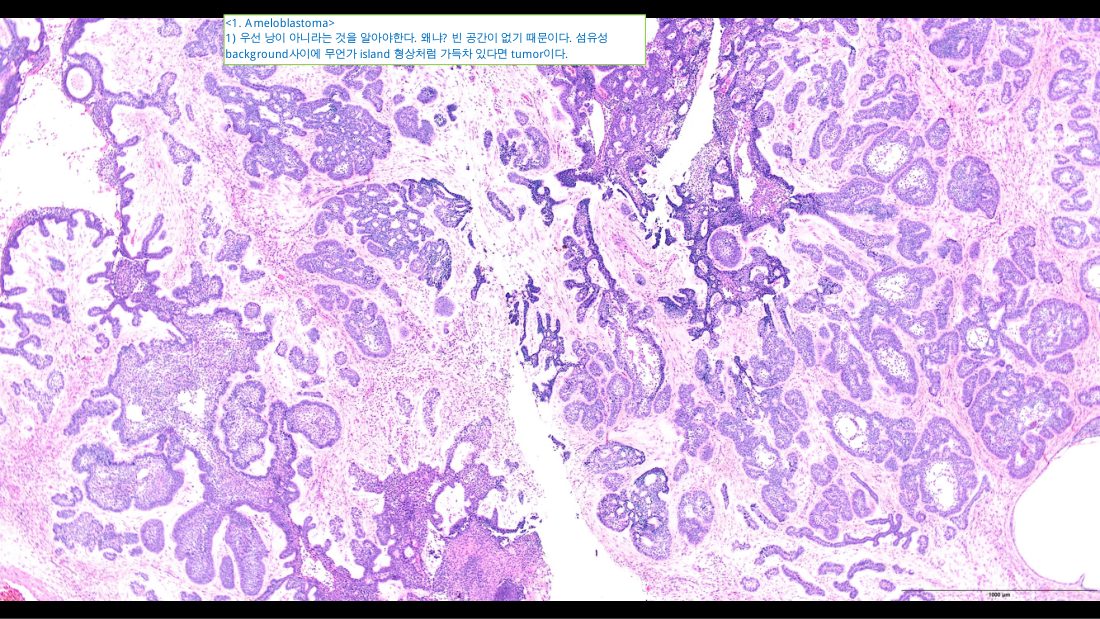 <1. Ameloblastoma>
1) 우선 낭이 아니라는 것을 알아야한다. 왜냐? 빈 공간이 없기 때문이다. 섬유성
background사이에 무언가 island 형상처럼 가득차 있다면 tumor이다.
1000 µm